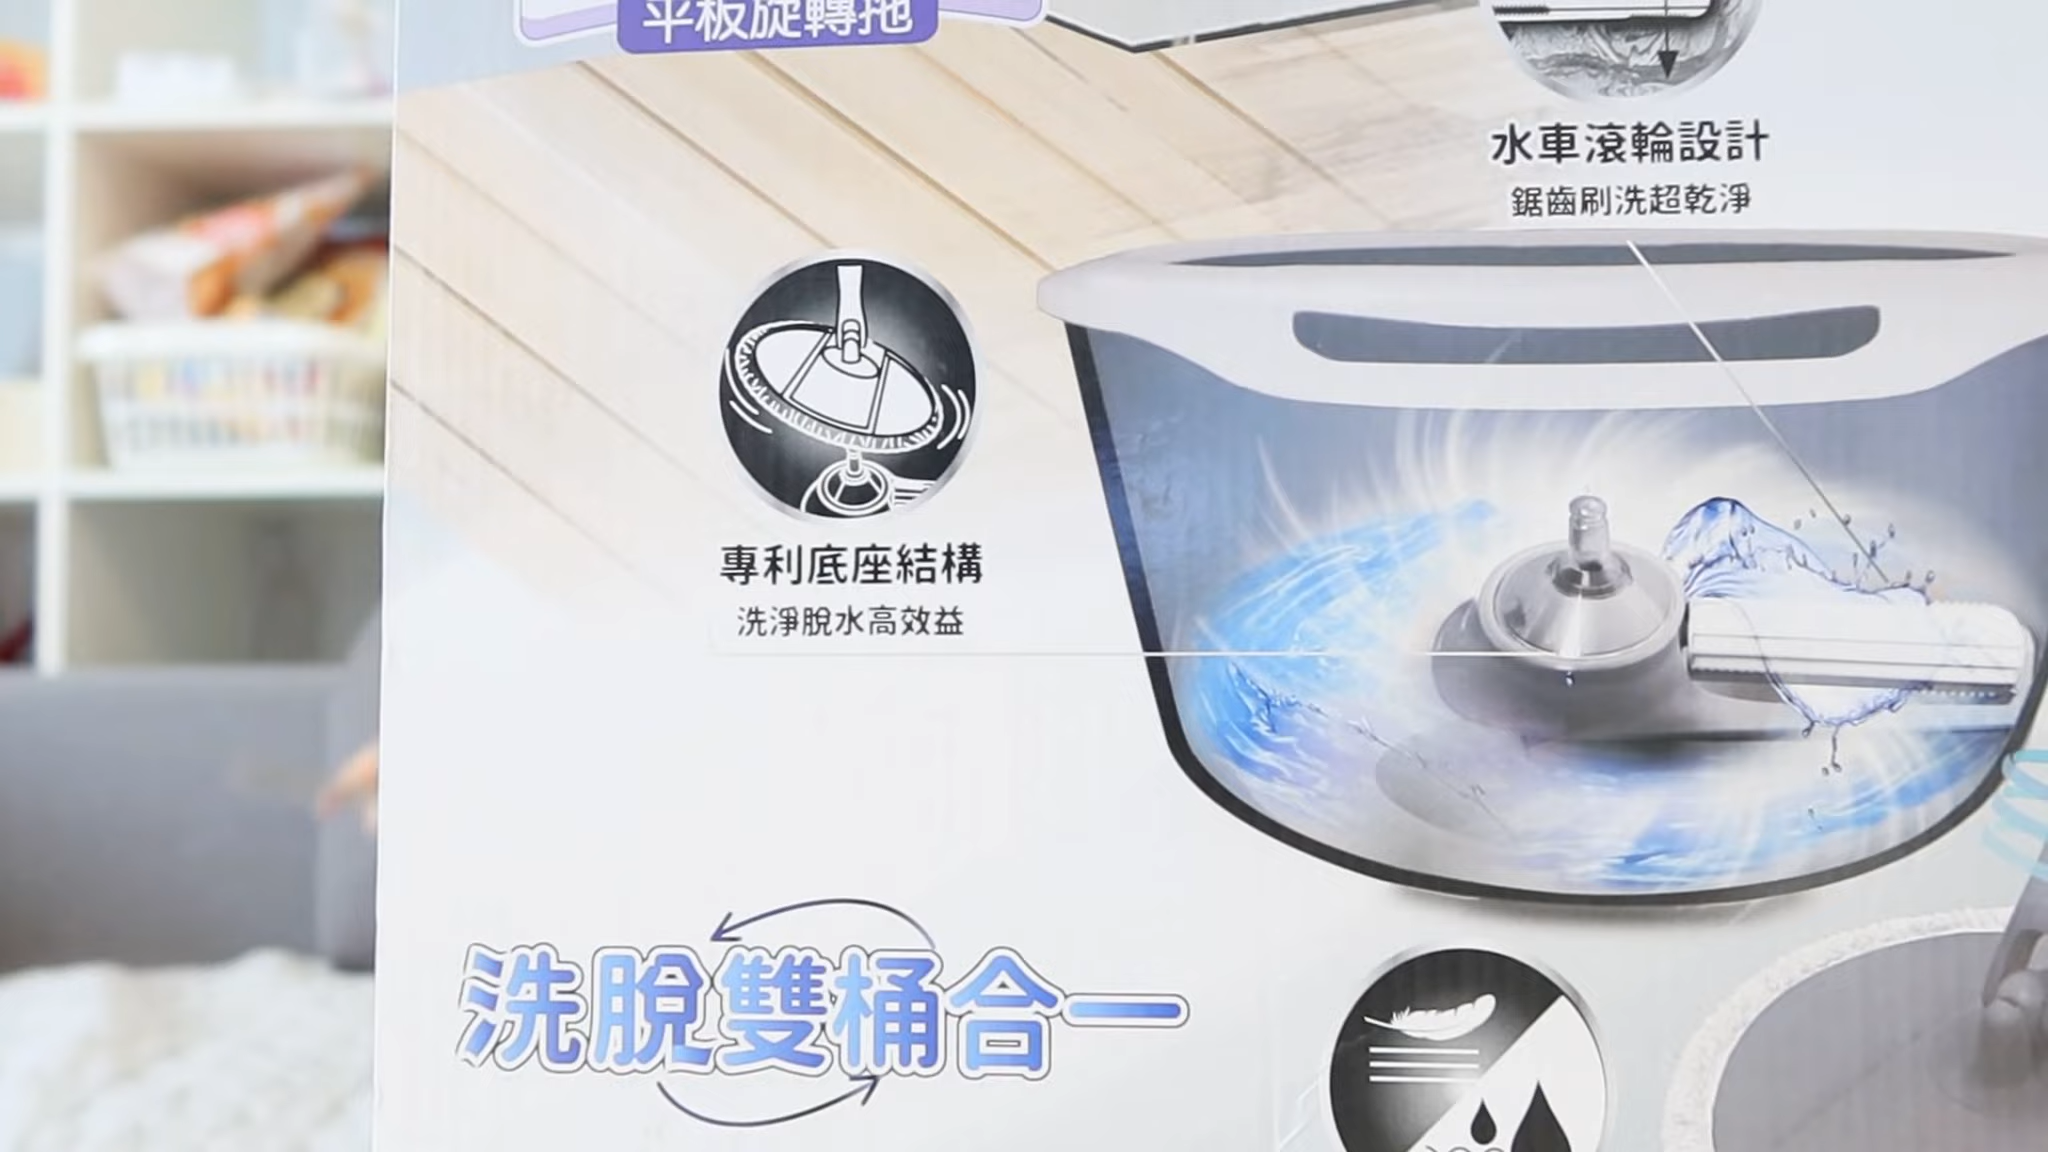 平板旋轉拖
水車滾輪設計
鋸齒刷洗超乾淨
專利底座結構
洗淨脫水高效益
洗脫雙桶合一